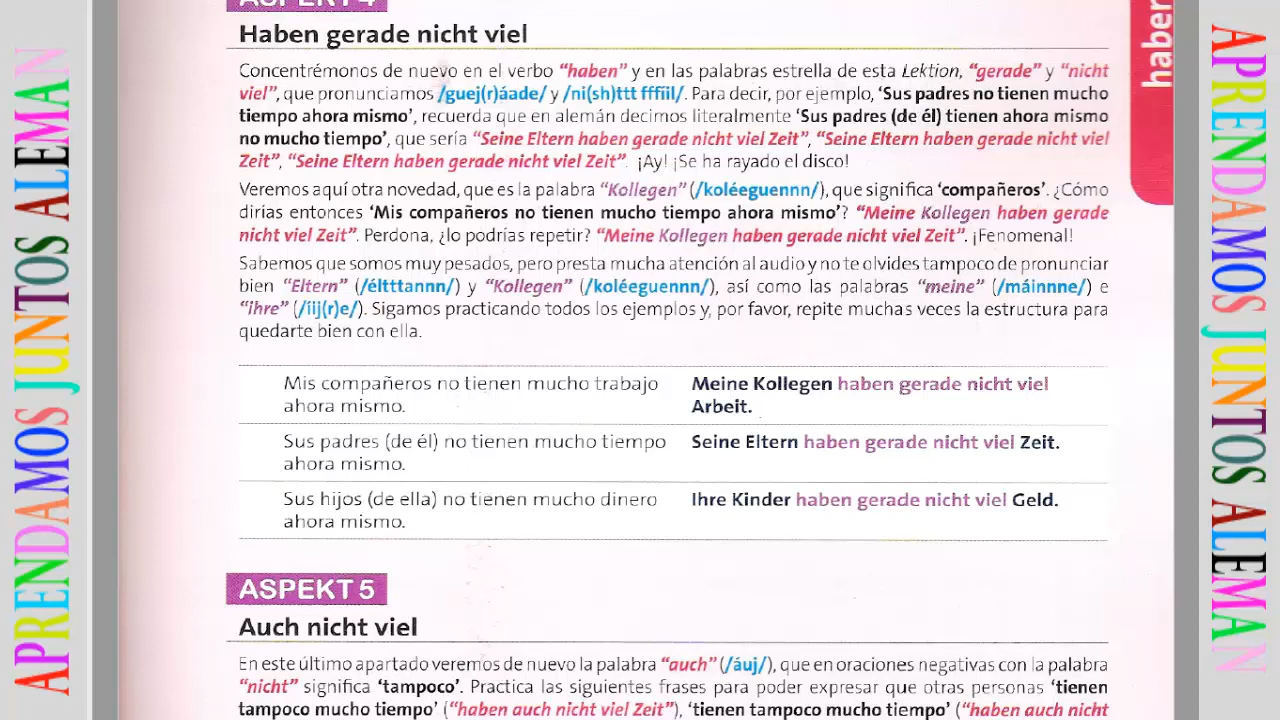 ASPEKT 4
haber
Haben gerade nicht viel
Concentrémonos de nuevo en el verbo “haben” y en las palabras estrella de esta Lektion, “gerade” y “nicht
viel”, que pronunciamos /guej(r)áade/ y /ni(sh)ttt fffiil/. Para decir, por ejemplo, ‘Sus padres no tienen mucho
tiempo ahora mismo’, recuerda que en alemán decimos literalmente ‘Sus padres (de él) tienen ahora mismo
no mucho tiempo’, que sería “Seine Eltern haben gerade nicht viel Zeit”, “Seine Eltern haben gerade nicht viel
Zeit”, “Seine Eltern haben gerade nicht viel Zeit”. ¡Ay! ¡Se ha rayado el disco!
Veremos aquí otra novedad, que es la palabra “Kollegen” (/koléeguennn/), que significa ‘compañeros’. ¿Cómo
dirías entonces ‘Mis compañeros no tienen mucho tiempo ahora mismo’? “Meine Kollegen haben gerade
nicht viel Zeit”. Perdona, ¿lo podrías repetir? “Meine Kollegen haben gerade nicht viel Zeit”. ¡Fenomenal!
Sabemos que somos muy pesados, pero presta mucha atención al audio y no te olvides tampoco de pronunciar
bien “Eltern” (/éltttannn/) y “Kollegen” (/koléeguennn/), así como las palabras “meine” (/máinnne/) e
“ihre” (/íij(r)e/). Sigamos practicando todos los ejemplos y, por favor, repite muchas veces la estructura para
quedarte bien con ella.
Mis compañeros no tienen mucho trabajo
ahora mismo.
Meine Kollegen haben gerade nicht viel
Arbeit.
Sus padres (de él) no tienen mucho tiempo
ahora mismo.
Seine Eltern haben gerade nicht viel Zeit.
Sus hijos (de ella) no tienen mucho dinero
ahora mismo.
Ihre Kinder haben gerade nicht viel Geld.
ASPEKT 5
Auch nicht viel
En este último apartado veremos de nuevo la palabra “auch” (/áuj/), que en oraciones negativas con la palabra
“nicht” significa ‘tampoco’. Practica las siguientes frases para poder expresar que otras personas ‘tienen
tampoco mucho tiempo’ (“haben auch nicht viel Zeit”), ‘tienen tampoco mucho tiempo’ (“haben auch nicht
APRENDAMOS JUNTOS ALEMAN
APRENDAMOS JUNTOS ALEMAN